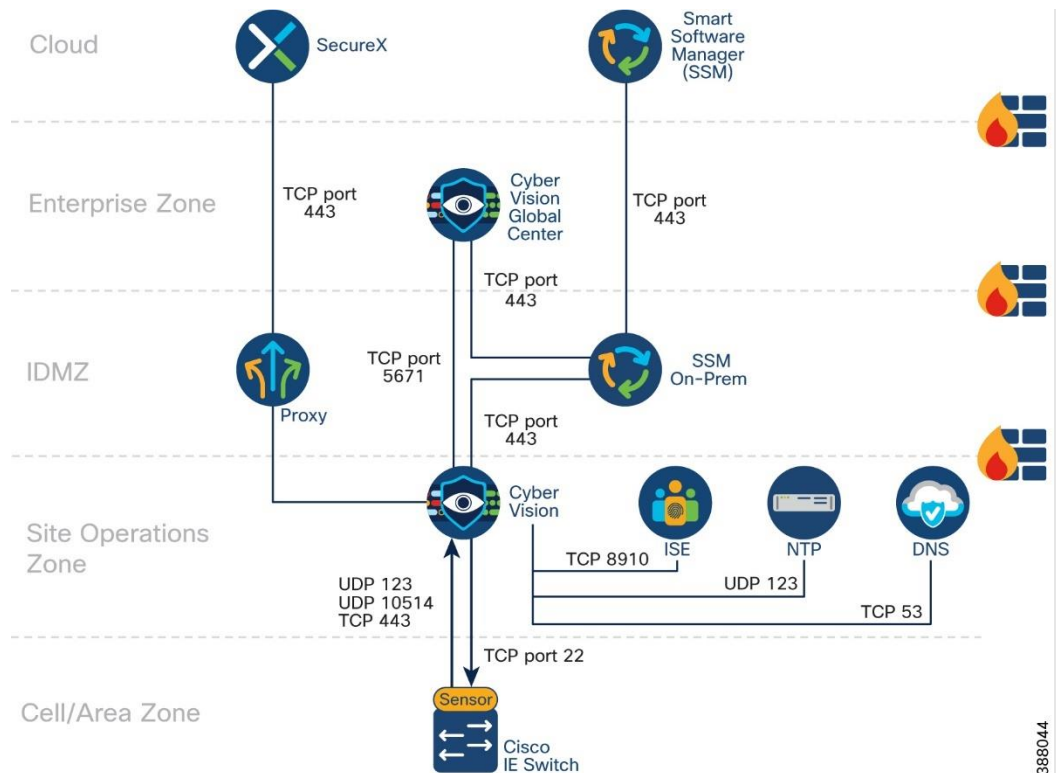 Cloud
SecureX
Smart
Software
Manager
(SSM)
Enterprise Zone
TCP port
443
Cyber
Vision
Global
Center
TCP port
443
TCP port
443
IDMZ
Proxy
TCP port
5671
SSM
On-Prem
TCP port
443
Site Operations
Zone
Cyber
Vision
ISE
NTP
DNS
TCP 8910
UDP 123
TCP 53
UDP 123
UDP 10514
TCP 443
TCP port 22
Cell/Area Zone
Sensor
Cisco
IE Switch
388044